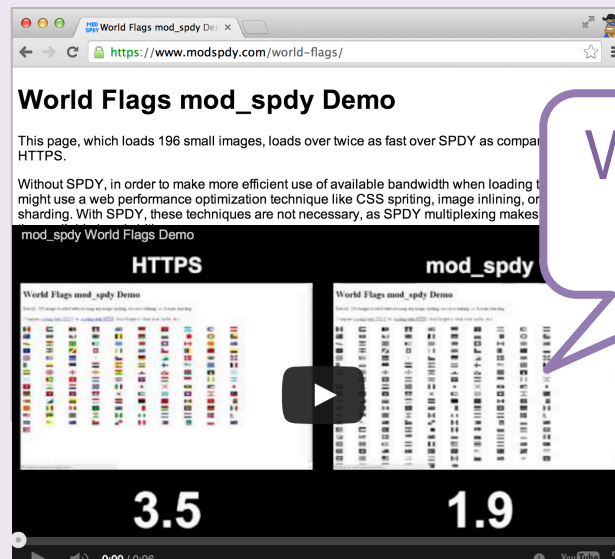 World Flags mod_spdy De
https://www.modspdy.com/world-flags/
World Flags mod_spdy Demo
This page, which loads 196 small images, loads over twice as fast over SPDY as
HTTPS.
Without SPDY, in order to make more efficient use of available bandwidth when loading
might use a web performance optimization technique like CSS spriting, image inlining, or
sharding. With SPDY, these techniques are not necessary, as SPDY multiplexing makes
mod_spdy World Flags Demo
HTTPS
mod_spdy
World Flags mod_spdy Demo
World Flags mod_spdy Demo
3.5
1.9
0:00 / 0:06
YouTube
W